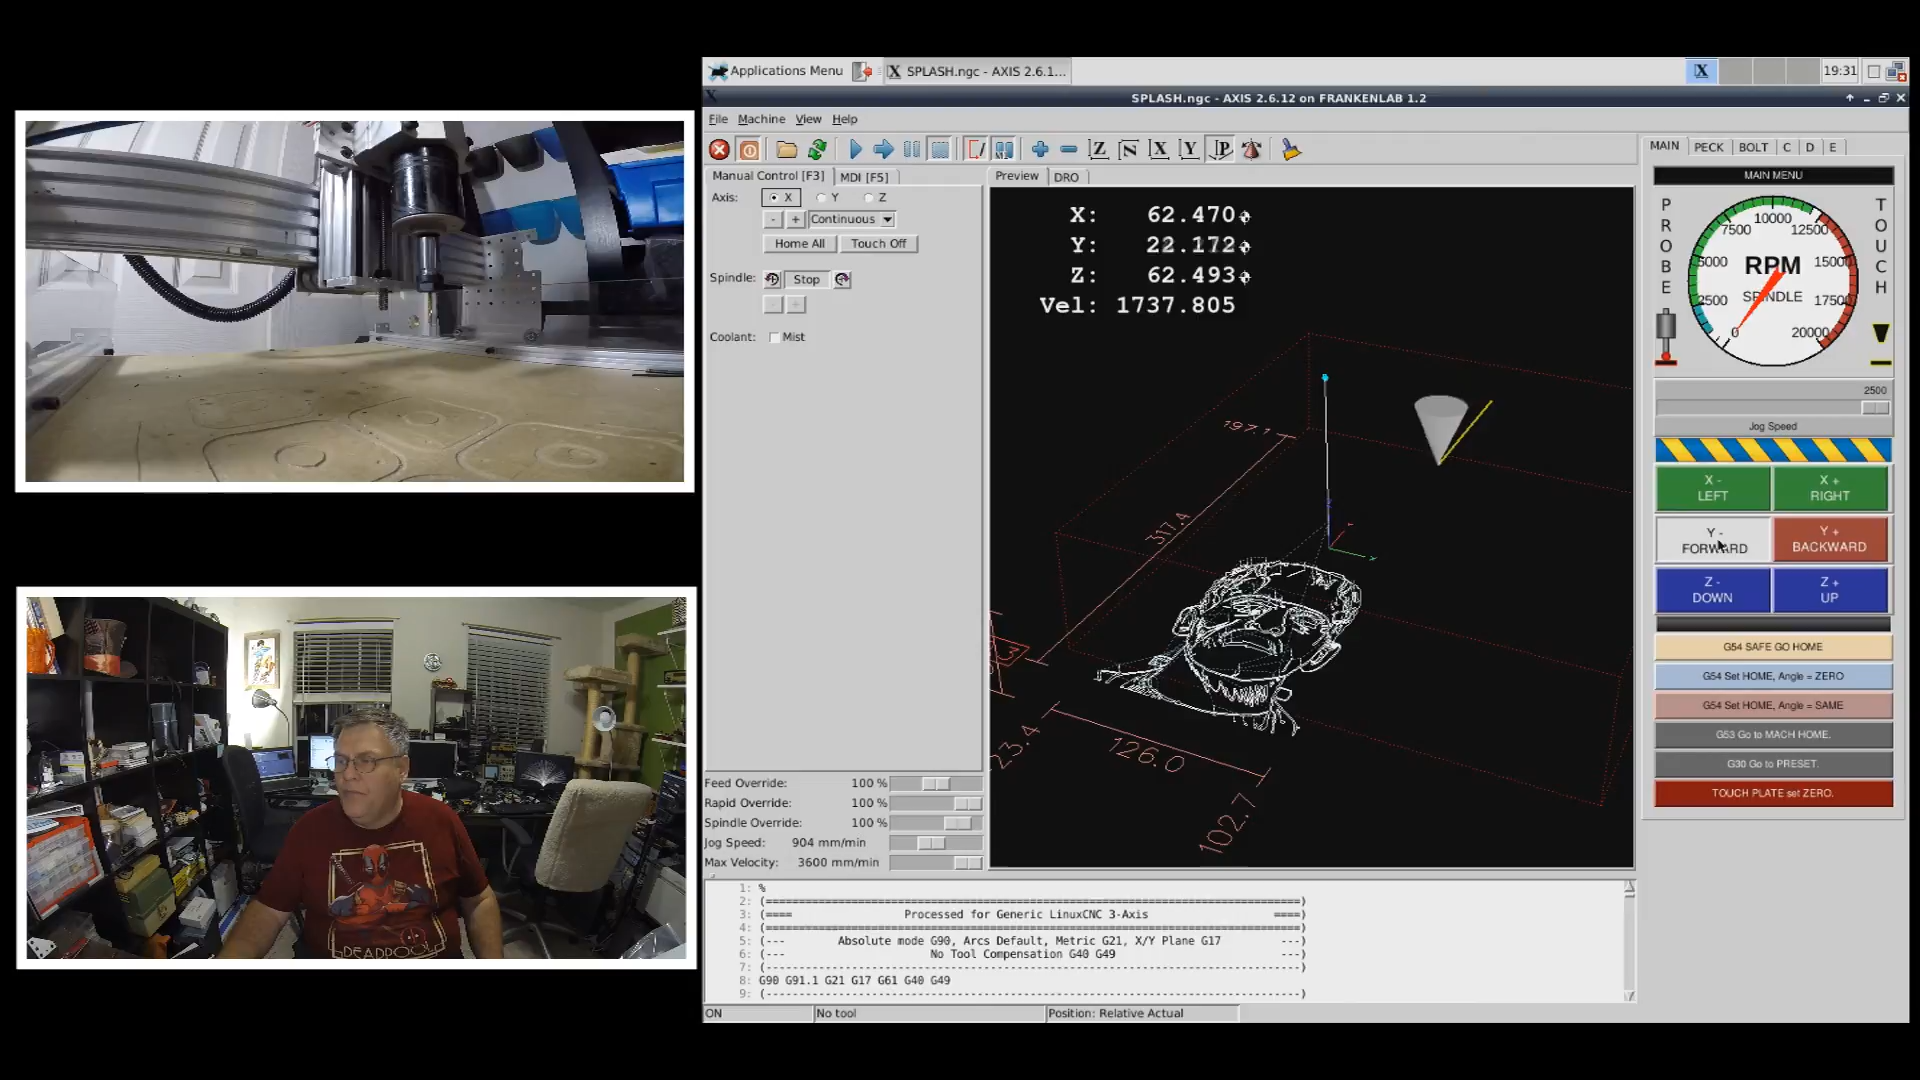 Applications Menu
SPLASH.ngc - AXIS 2.6.1...
19:31
SPLASH.ngc - AXIS 2.6.12 on FRANKENLAB 1.2
File Machine View Help
Manual Control [F3]
MDI [F5]
Axis: X Y Z
- + Continuous
Home All
Touch Off
Spindle: Stop
- +
Coolant: Mist
Feed Override: 100 %
Rapid Override: 100 %
Spindle Override: 100 %
Jog Speed: 904 mm/min
Max Velocity: 3600 mm/min
Preview
DRO
X: 62.470
Y: 22.172
Z: 62.493
Vel: 1737.805
197.1
317.4
23.4
126.0
102.7
MAIN PECK BOLT C D E
MAIN MENU
PROBE
TOUCH
0
2500
5000
7500
10000
12500
15000
17500
20000
RPM
SPINDLE
2500
Jog Speed
X -
LEFT
X +
RIGHT
Y -
FORWARD
Y +
BACKWARD
Z -
DOWN
Z +
UP
G54 SAFE GO HOME
G54 Set HOME, Angle = ZERO
G54 Set HOME, Angle = SAME
G53 Go to MACH HOME.
G30 Go to PRESET.
TOUCH PLATE set ZERO.
1: %
2: (==============================================================================)
3: (==== Processed for Generic LinuxCNC 3-Axis ====)
4: (==============================================================================)
5: (--- Absolute mode G90, Arcs Default, Metric G21, X/Y Plane G17 ---)
6: (--- No Tool Compensation G40 G49 ---)
7: (------------------------------------------------------------------------------)
8: G90 G91.1 G21 G17 G61 G40 G49
9: (------------------------------------------------------------------------------)
ON
No tool
Position: Relative Actual
DEADPOOL